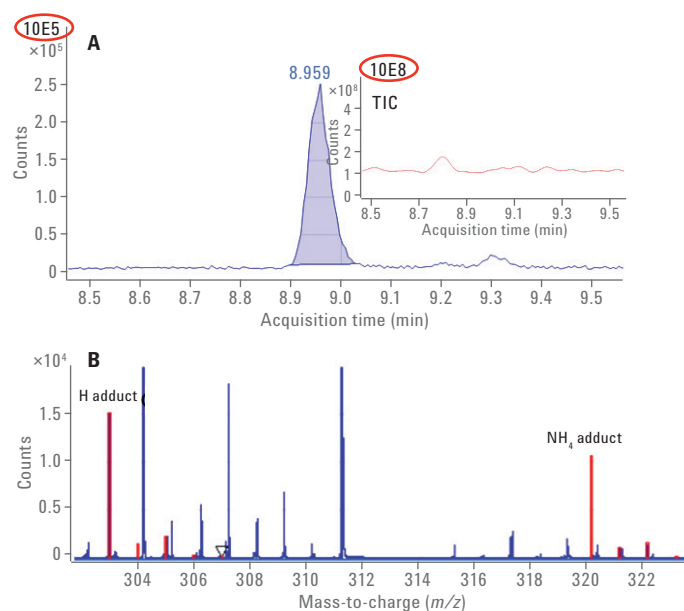 10E5
×10⁵
A
2.5
2.0
1.5
1.0
0.5
0
Counts
8.959
8.5 8.6 8.7 8.8 8.9 9.0 9.1 9.2 9.3 9.4 9.5
Acquisition time (min)
10E8
×10⁸
TIC
4
2
4
2
1
0
Counts
8.5 8.7 8.9 9.1 9.3 9.5
Acquisition time (min)
B
×10⁴
H adduct
NH₄ adduct
1.5
1.0
0.5
0
Counts
304 306 307 308 310 312 314 316 318 320 322
Mass-to-charge (m/z)